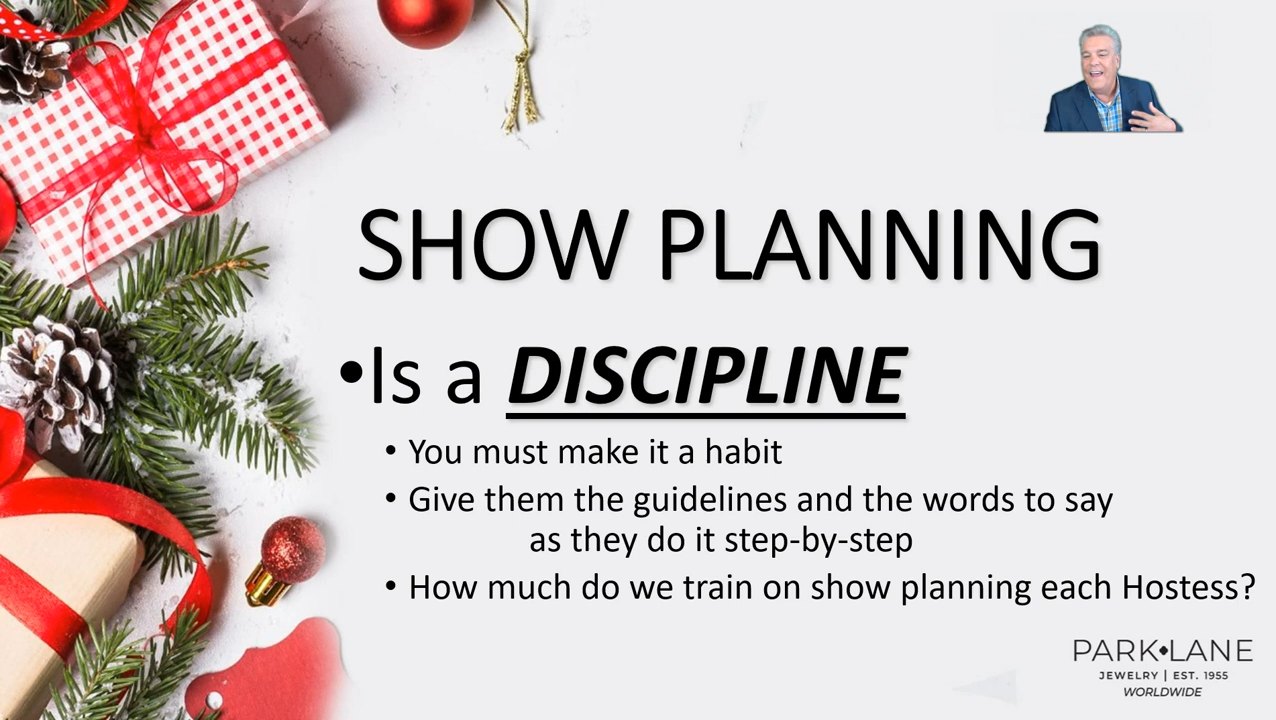 SHOW PLANNING
•Is a DISCIPLINE
• You must make it a habit
• Give them the guidelines and the words to say
as they do it step-by-step
• How much do we train on show planning each Hostess?
PARK◆LANE
JEWELRY | EST. 1955
WORLDWIDE